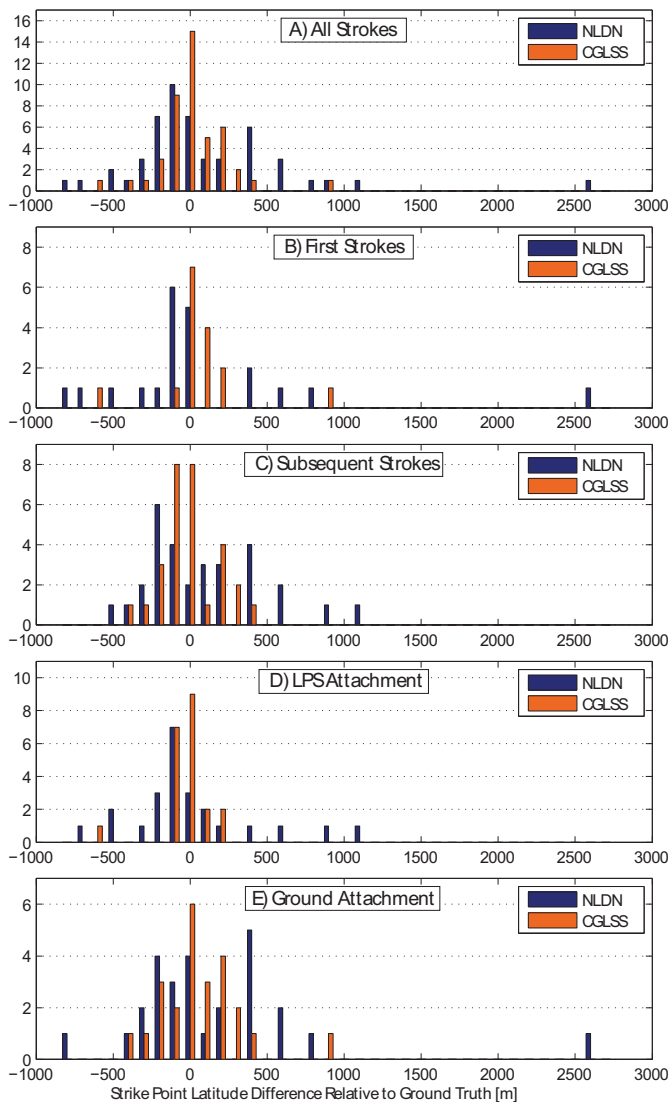 A) All Strokes
NLDN
CGLSS
16
14
12
10
8
6
4
2
0
−1000 −500 0 500 1000 1500 2000 2500 3000
B) First Strokes
NLDN
CGLSS
8
6
4
2
0
−1000 −500 0 500 1000 1500 2000 2500 3000
C) Subsequent Strokes
NLDN
CGLSS
8
6
4
2
0
−1000 −500 0 500 1000 1500 2000 2500 3000
D) LPS Attachment
NLDN
CGLSS
10
8
6
4
2
0
−1000 −500 0 500 1000 1500 2000 2500 3000
E) Ground Attachment
NLDN
CGLSS
6
4
2
0
−1000 −500 0 500 1000 1500 2000 2500 3000
Strike Point Latitude Difference Relative to Ground Truth [m]